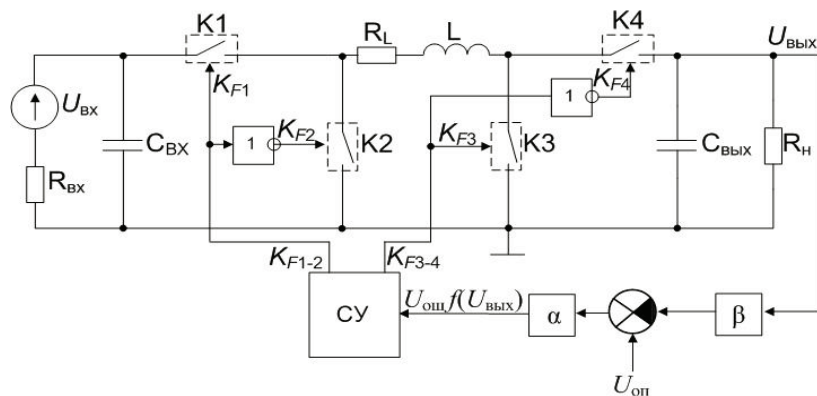 K1
K4
R_L
L
U_вых
K_F1
K_F4
1
U_вх
C_ВХ
1
K_F2
K2
K_F3
K3
C_вых
R_н
R_вх
K_F1-2
K_F3-4
СУ
U_ош f(U_вых)
α
β
U_оп